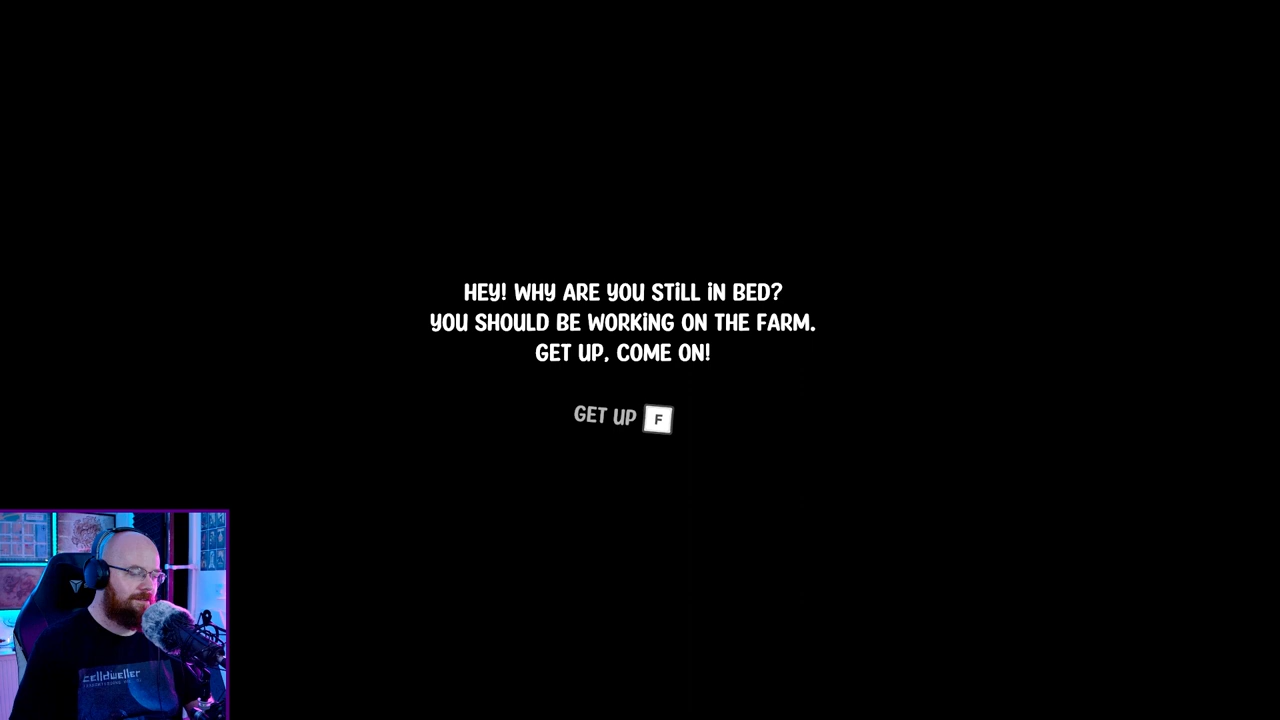 HEY! WHY ARE YOU STiLL iN BED?
YOU SHOULD BE WORKiNG ON THE FARM.
GET UP, COME ON!
GET UP F
celldweller